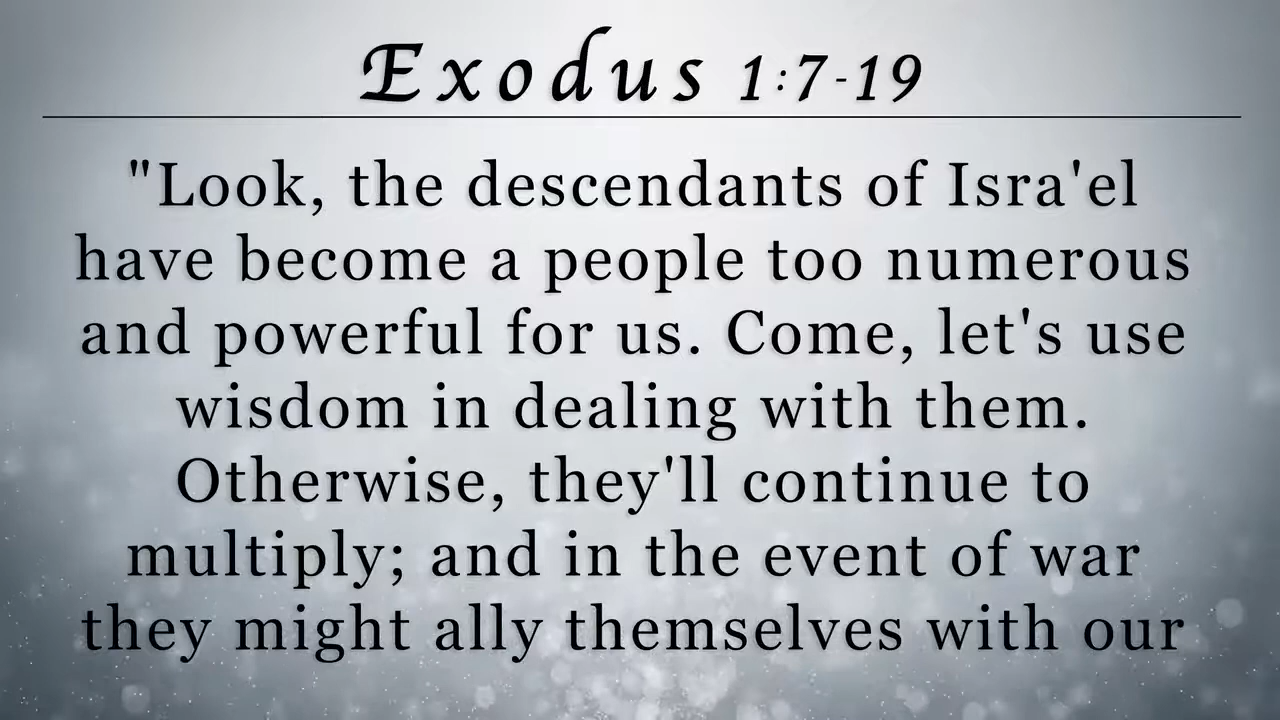 Exodus 1:7-19
"Look, the descendants of Isra'el
have become a people too numerous
and powerful for us. Come, let's use
wisdom in dealing with them.
Otherwise, they'll continue to
multiply; and in the event of war
they might ally themselves with our